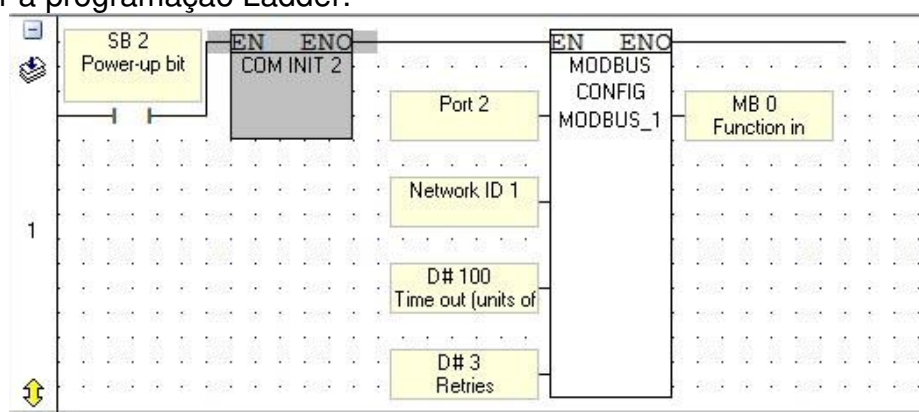 a programação Ladder:
SB 2
Power-up bit
EN ENO
COM INIT 2
EN ENO
MODBUS
CONFIG
MODBUS_1
Port 2
MB 0
Function in
Network ID 1
1
D# 100
Time out (units of
D# 3
Retries